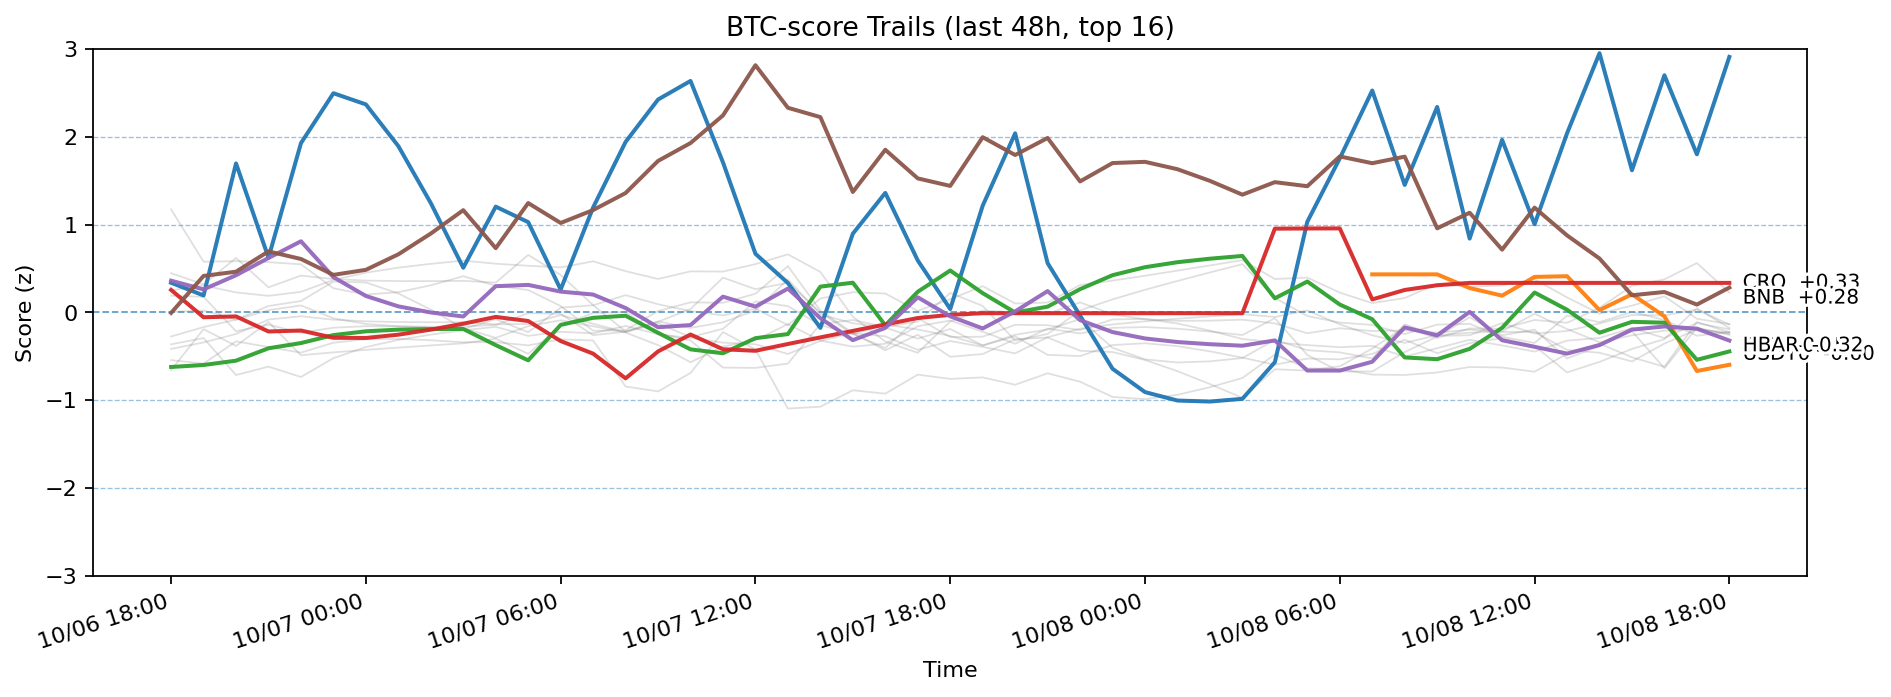 BTC-score Trails (last 48h, top 16)
Score (z)
3
2
1
0
−1
−2
−3
CRO +0.33
BNB +0.28
HBAR -0.32
10/06 18:00
10/07 00:00
10/07 06:00
10/07 12:00
10/07 18:00
10/08 00:00
10/08 06:00
10/08 12:00
10/08 18:00
Time